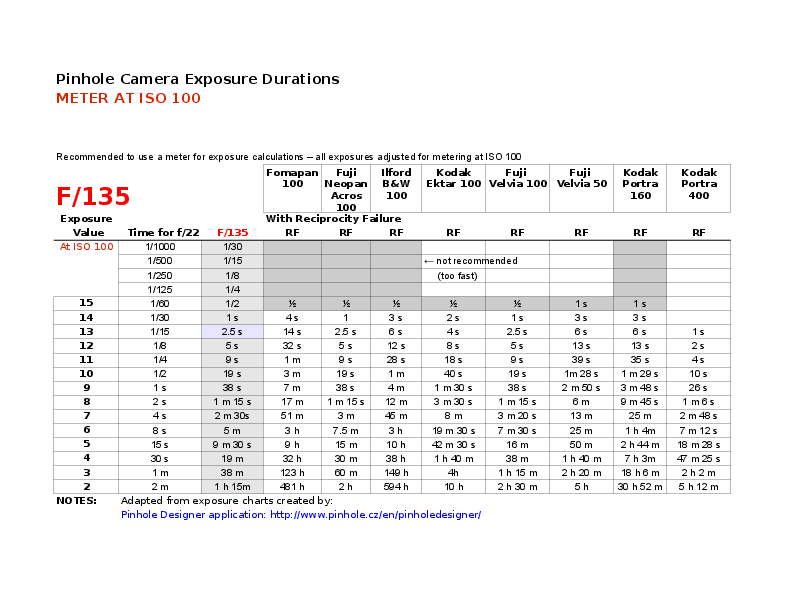 Pinhole Camera Exposure Durations
METER AT ISO 100
Recommended to use a meter for exposure calculations – all exposures adjusted for metering at ISO 100
F/135 Fomapan 100 Fuji Neopan Acros 100 Ilford B&W 100 Kodak Ektar 100 Fuji Velvia 100 Fuji Velvia 50 Kodak Portra 160 Kodak Portra 400
Exposure With Reciprocity Failure
Value Time for f/22 F/135 RF RF RF RF RF RF RF RF
At ISO 100 1/1000 1/30
1/500 1/15 ← not recommended
1/250 1/8 (too fast)
1/125 1/4
15 1/60 1/2 ½ ½ ½ ½ ½ 1 s 1 s
14 1/30 1 s 4 s 1 3 s 2 s 1 s 3 s 3 s
13 1/15 2.5 s 14 s 2.5 s 6 s 4 s 2.5 s 6 s 6 s 1 s
12 1/8 5 s 32 s 5 s 12 s 8 s 5 s 13 s 13 s 2 s
11 1/4 9 s 1 m 9 s 28 s 18 s 9 s 39 s 35 s 4 s
10 1/2 19 s 3 m 19 s 1 m 40 s 19 s 1m 28 s 1 m 29 s 10 s
9 1 s 38 s 7 m 38 s 4 m 1 m 30 s 38 s 2 m 50 s 3 m 48 s 26 s
8 2 s 1 m 15 s 17 m 1 m 15 s 12 m 3 m 30 s 1 m 15 s 6 m 9 m 45 s 1 m 6 s
7 4 s 2 m 30s 51 m 3 m 45 m 8 m 3 m 20 s 13 m 25 m 2 m 48 s
6 8 s 5 m 3 h 7.5 m 3 h 19 m 30 s 7 m 30 s 25 m 1 h 4m 7 m 12 s
5 15 s 9 m 30 s 9 h 15 m 10 h 42 m 30 s 16 m 50 m 2 h 44 m 18 m 28 s
4 30 s 19 m 32 h 30 m 38 h 1 h 40 m 38 m 1 h 40 m 7 h 3m 47 m 25 s
3 1 m 38 m 123 h 60 m 149 h 4h 1 h 15 m 2 h 20 m 18 h 6 m 2 h 2 m
2 2 m 1 h 15m 481 h 2 h 594 h 10 h 2 h 30 m 5 h 30 h 52 m 5 h 12 m
NOTES: Adapted from exposure charts created by:
Pinhole Designer application: http://www.pinhole.cz/en/pinholedesigner/